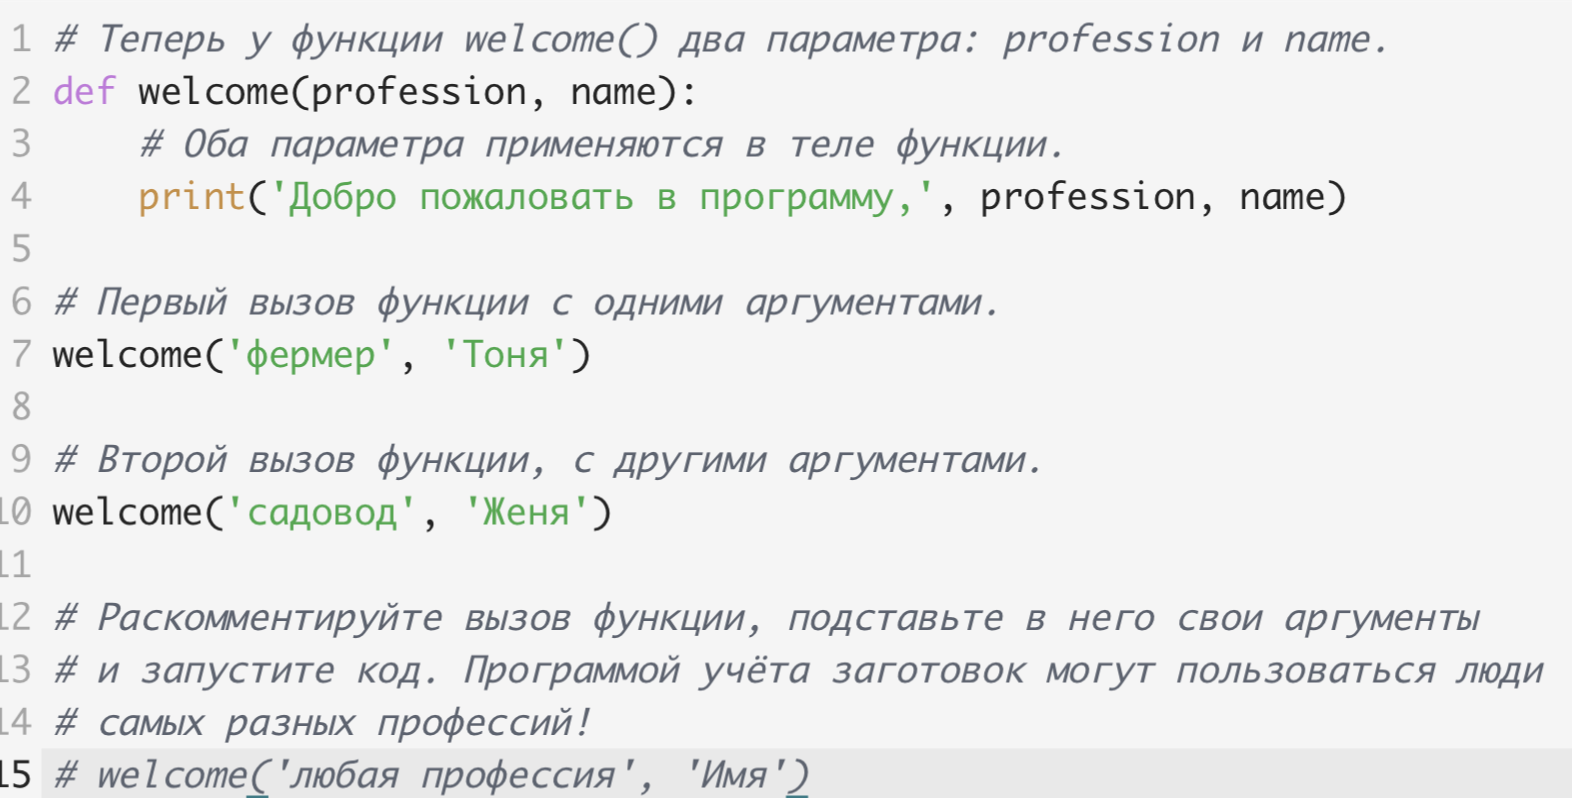 1 # Теперь у функции welcome() два параметра: profession и name.
2 def welcome(profession, name):
3     # Оба параметра применяются в теле функции.
4     print('Добро пожаловать в программу,', profession, name)
5
6 # Первый вызов функции с одними аргументами.
7 welcome('фермер', 'Тоня')
8
9 # Второй вызов функции, с другими аргументами.
10 welcome('садовод', 'Женя')
11
12 # Раскомментируйте вызов функции, подставьте в него свои аргументы
13 # и запустите код. Программой учёта заготовок могут пользоваться люди
14 # самых разных профессий!
15 # welcome('любая профессия', 'Имя')